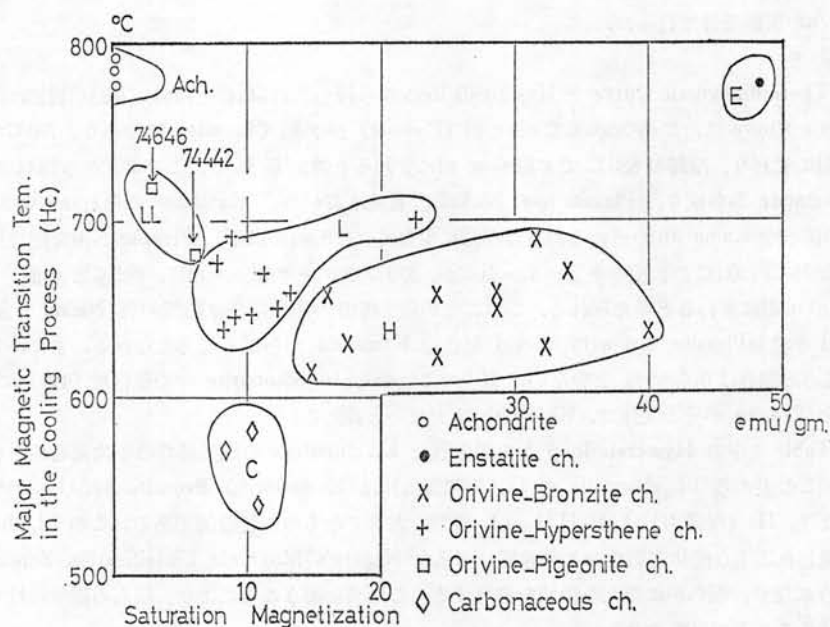 °C
800
Ach.
E
74646
74442
LL
700
L
H
600
30
40
50
emu/gm.
C
500
10
20
Saturation Magnetization
Major Magnetic Transition Tem.
in the Cooling Process (Hc)
Achondrite
Enstatite ch.
Orivine-Bronzite ch.
Orivine-Hypersthene ch.
Orivine-Pigeonite ch.
Carbonaceous ch.